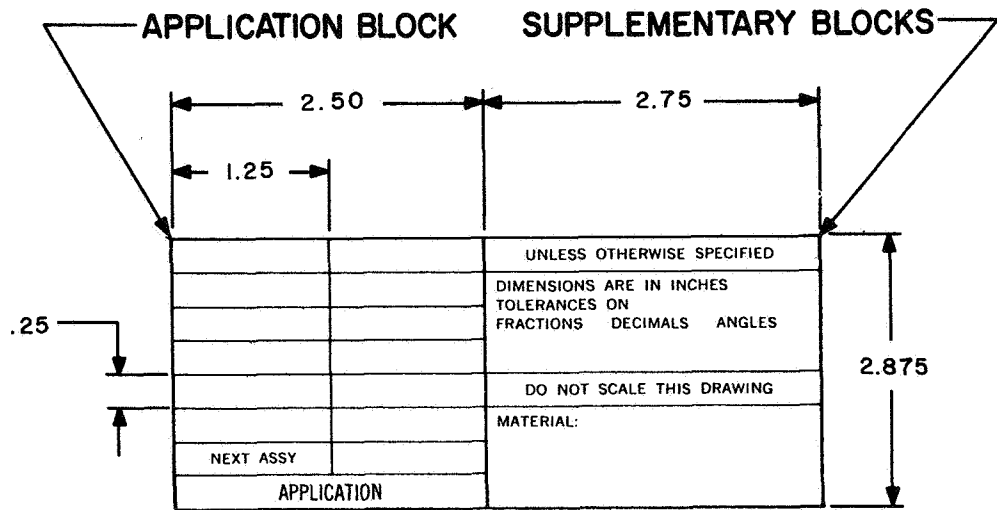 APPLICATION BLOCK SUPPLEMENTARY BLOCKS
2.50 2.75
1.25
UNLESS OTHERWISE SPECIFIED
DIMENSIONS ARE IN INCHES
TOLERANCES ON
FRACTIONS DECIMALS ANGLES
.25
2.875
DO NOT SCALE THIS DRAWING
MATERIAL:
NEXT ASSY
APPLICATION